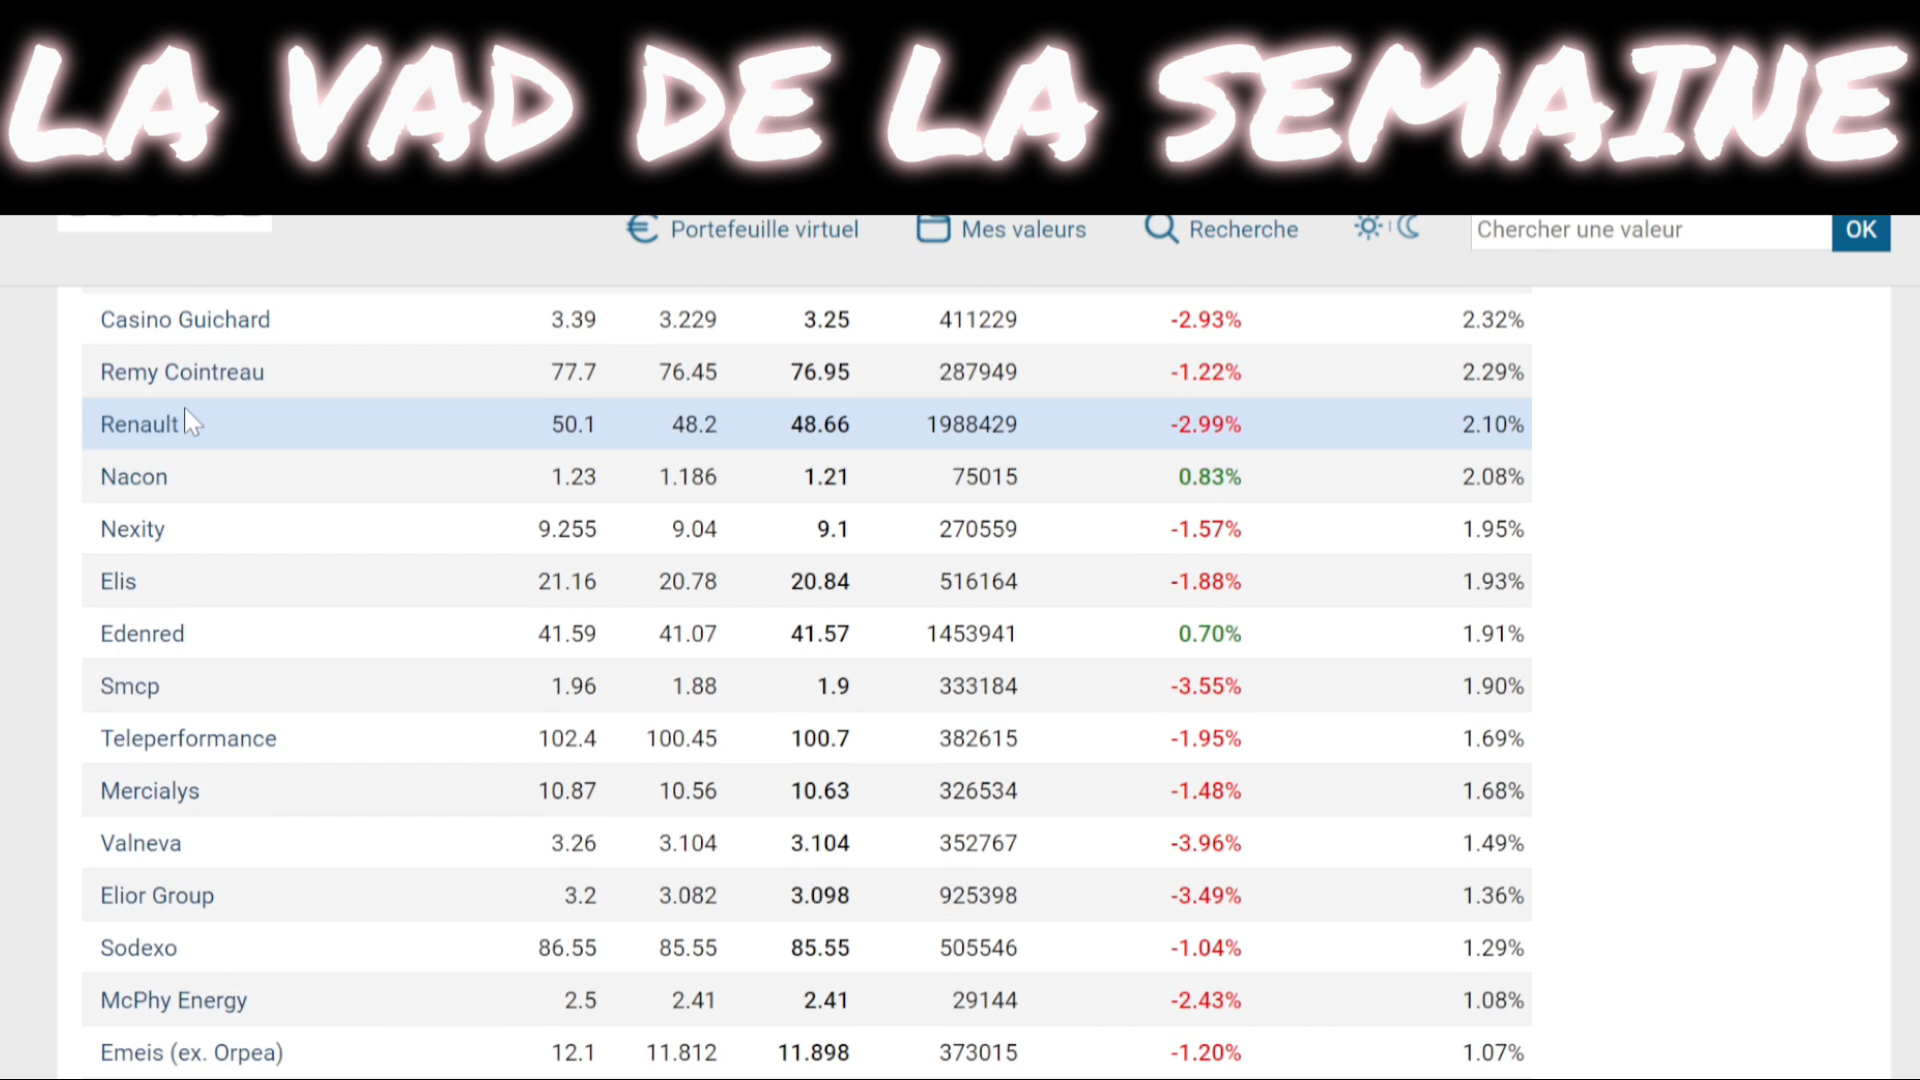 LA VAD DE LA SEMAINE
Portefeuille virtuel Mes valeurs Recherche Chercher une valeur OK
Casino Guichard 3.39 3.229 3.25 411229 -2.93% 2.32%
Remy Cointreau 77.7 76.45 76.95 287949 -1.22% 2.29%
Renault 50.1 48.2 48.66 1988429 -2.99% 2.10%
Nacon 1.23 1.186 1.21 75015 0.83% 2.08%
Nexity 9.255 9.04 9.1 270559 -1.57% 1.95%
Elis 21.16 20.78 20.84 516164 -1.88% 1.93%
Edenred 41.59 41.07 41.57 1453941 0.70% 1.91%
Smcp 1.96 1.88 1.9 333184 -3.55% 1.90%
Teleperformance 102.4 100.45 100.7 382615 -1.95% 1.69%
Mercialys 10.87 10.56 10.63 326534 -1.48% 1.68%
Valneva 3.26 3.104 3.104 352767 -3.96% 1.49%
Elior Group 3.2 3.082 3.098 925398 -3.49% 1.36%
Sodexo 86.55 85.55 85.55 505546 -1.04% 1.29%
McPhy Energy 2.5 2.41 2.41 29144 -2.43% 1.08%
Emeis (ex. Orpea) 12.1 11.812 11.898 373015 -1.20% 1.07%